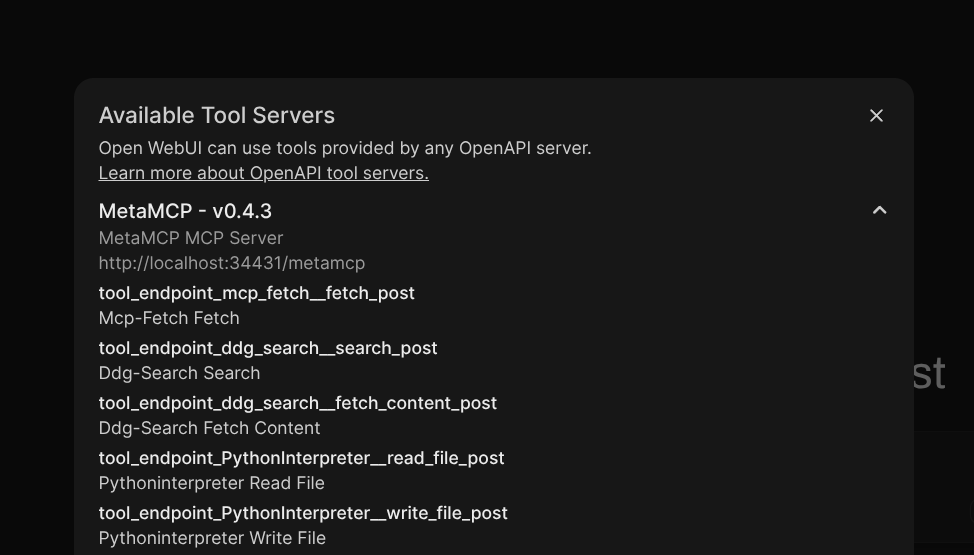 Available Tool Servers
Open WebUI can use tools provided by any OpenAPI server.
Learn more about OpenAPI tool servers.
MetaMCP - v0.4.3
MetaMCP MCP Server
http://localhost:34431/metamcp
tool_endpoint_mcp_fetch__fetch_post
Mcp-Fetch Fetch
tool_endpoint_ddg_search__search_post
Ddg-Search Search
st
tool_endpoint_ddg_search__fetch_content_post
Ddg-Search Fetch Content
tool_endpoint_PythonInterpreter__read_file_post
Pythoninterpreter Read File
tool_endpoint_PythonInterpreter__write_file_post
Pythoninterpreter Write File